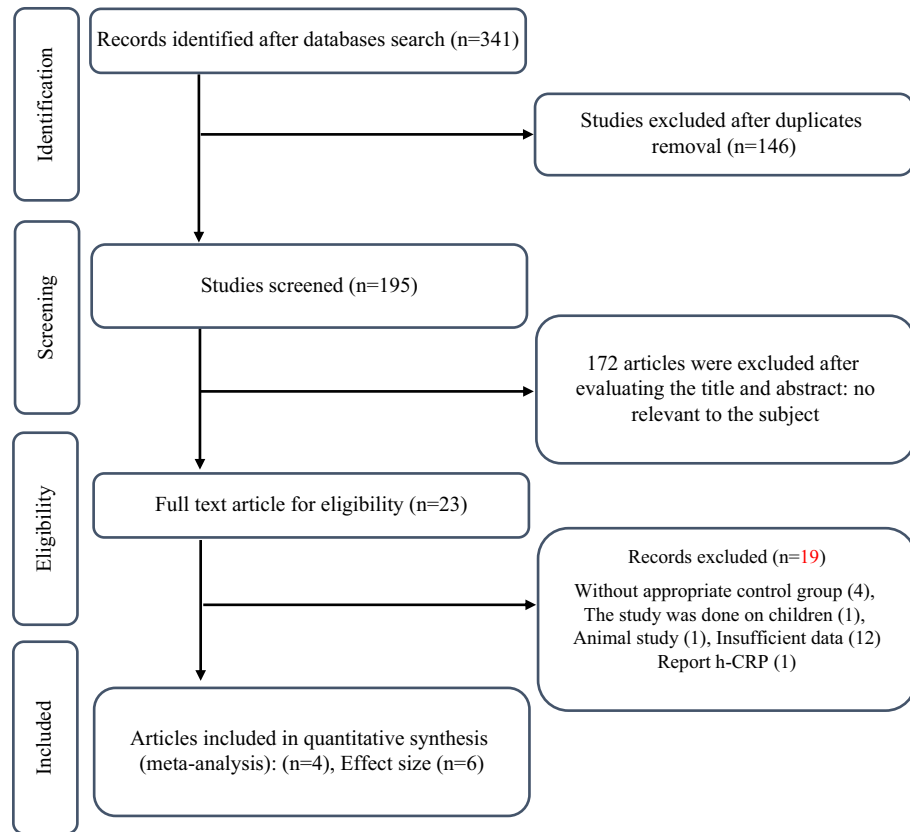 Identification
Records identified after databases search (n=341)
Studies excluded after duplicates
removal (n=146)
Screening
Studies screened (n=195)
172 articles were excluded after
evaluating the title and abstract: no
relevant to the subject
Eligibility
Full text article for eligibility (n=23)
Records excluded (n=19)
Without appropriate control group (4),
The study was done on children (1),
Animal study (1), Insufficient data (12)
Report h-CRP (1)
Included
Articles included in quantitative synthesis
(meta-analysis): (n=4), Effect size (n=6)